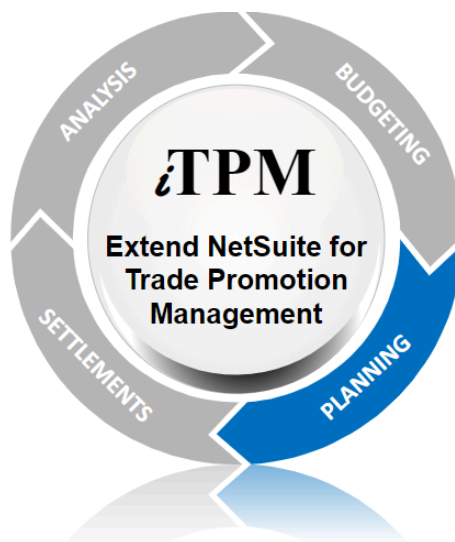 ANALYSIS
BUDGETING
iTPM
Extend NetSuite for
Trade Promotion
Management
SETTLEMENTS
PLANNING